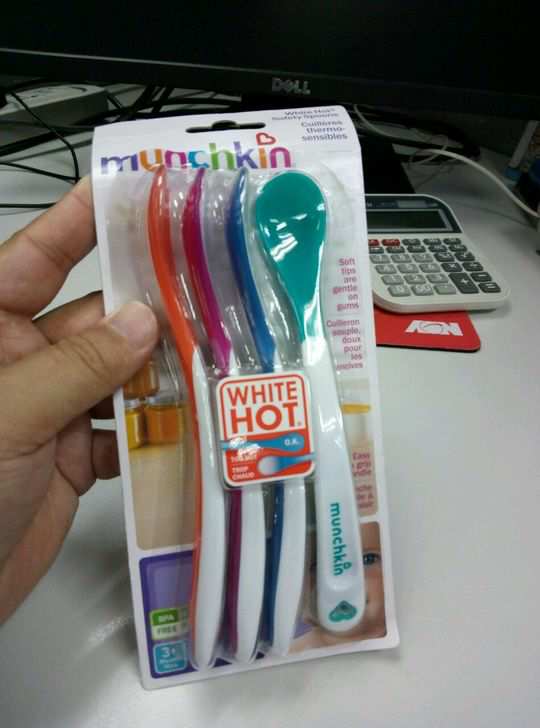 DELL
White Hot®
Safety Spoons
Cuillères
thermo-
sensibles
munchkin
Soft
tips
are
gentle
on
gums
Cuilleron
souple,
doux
pour
les
gencives
WHITE
HOT®
O.K.
TOO HOT
TROP
CHAUD
Easy
grip
munchkin
BPA
FREE
3+